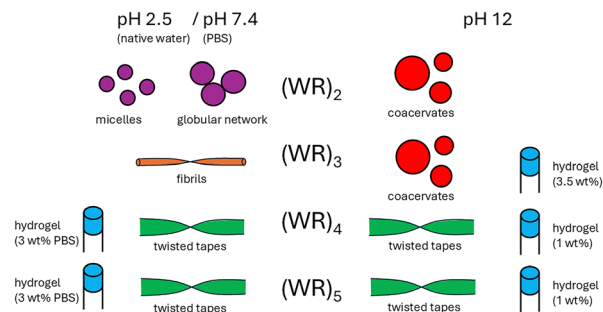 pH 2.5 / pH 7.4
pH 12
(native water) (PBS)
(WR)2
micelles
globular network
coacervates
(WR)3
fibrils
coacervates
hydrogel
(3.5 wt%)
hydrogel
(3 wt% PBS)
twisted tapes
(WR)4
twisted tapes
hydrogel
(1 wt%)
hydrogel
(3 wt% PBS)
twisted tapes
(WR)5
twisted tapes
hydrogel
(1 wt%)